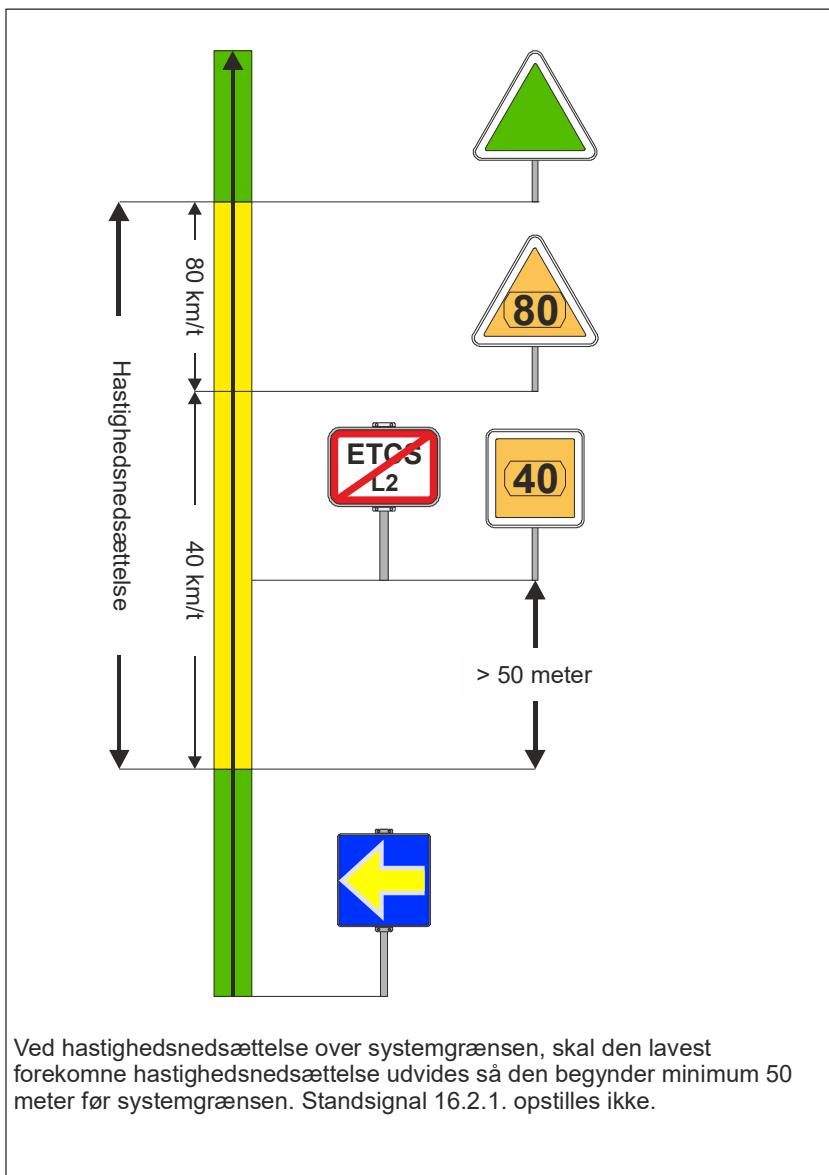 80 km/t
80
Hastighedsnedsættelse
ETCS
L2
40
40 km/t
> 50 meter
Ved hastighedsnedsættelse over systemgrænsen, skal den lavest
forekomne hastighedsnedsættelse udvides så den begynder minimum 50
meter før systemgrænsen. Standsignal 16.2.1. opstilles ikke.